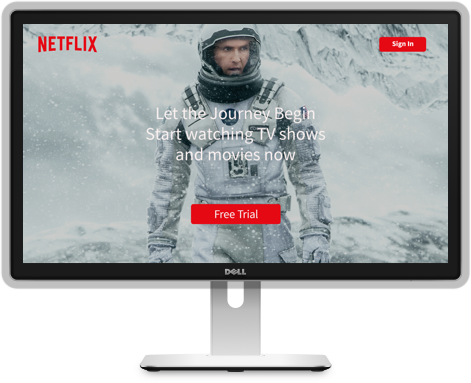 NETFLIX
Sign In
Let the Journey Begin
Start watching TV shows
and movies now
Free Trial
DELL